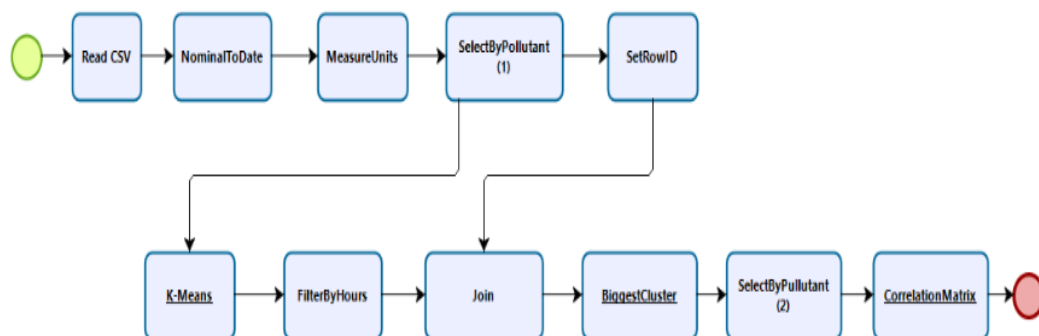 Read CSV
NominalToDate
MeasureUnits
SelectByPollutant
(1)
SetRowID
K-Means
FilterByHours
Join
BiggestCluster
SelectByPullutant
(2)
CorrelationMatrix